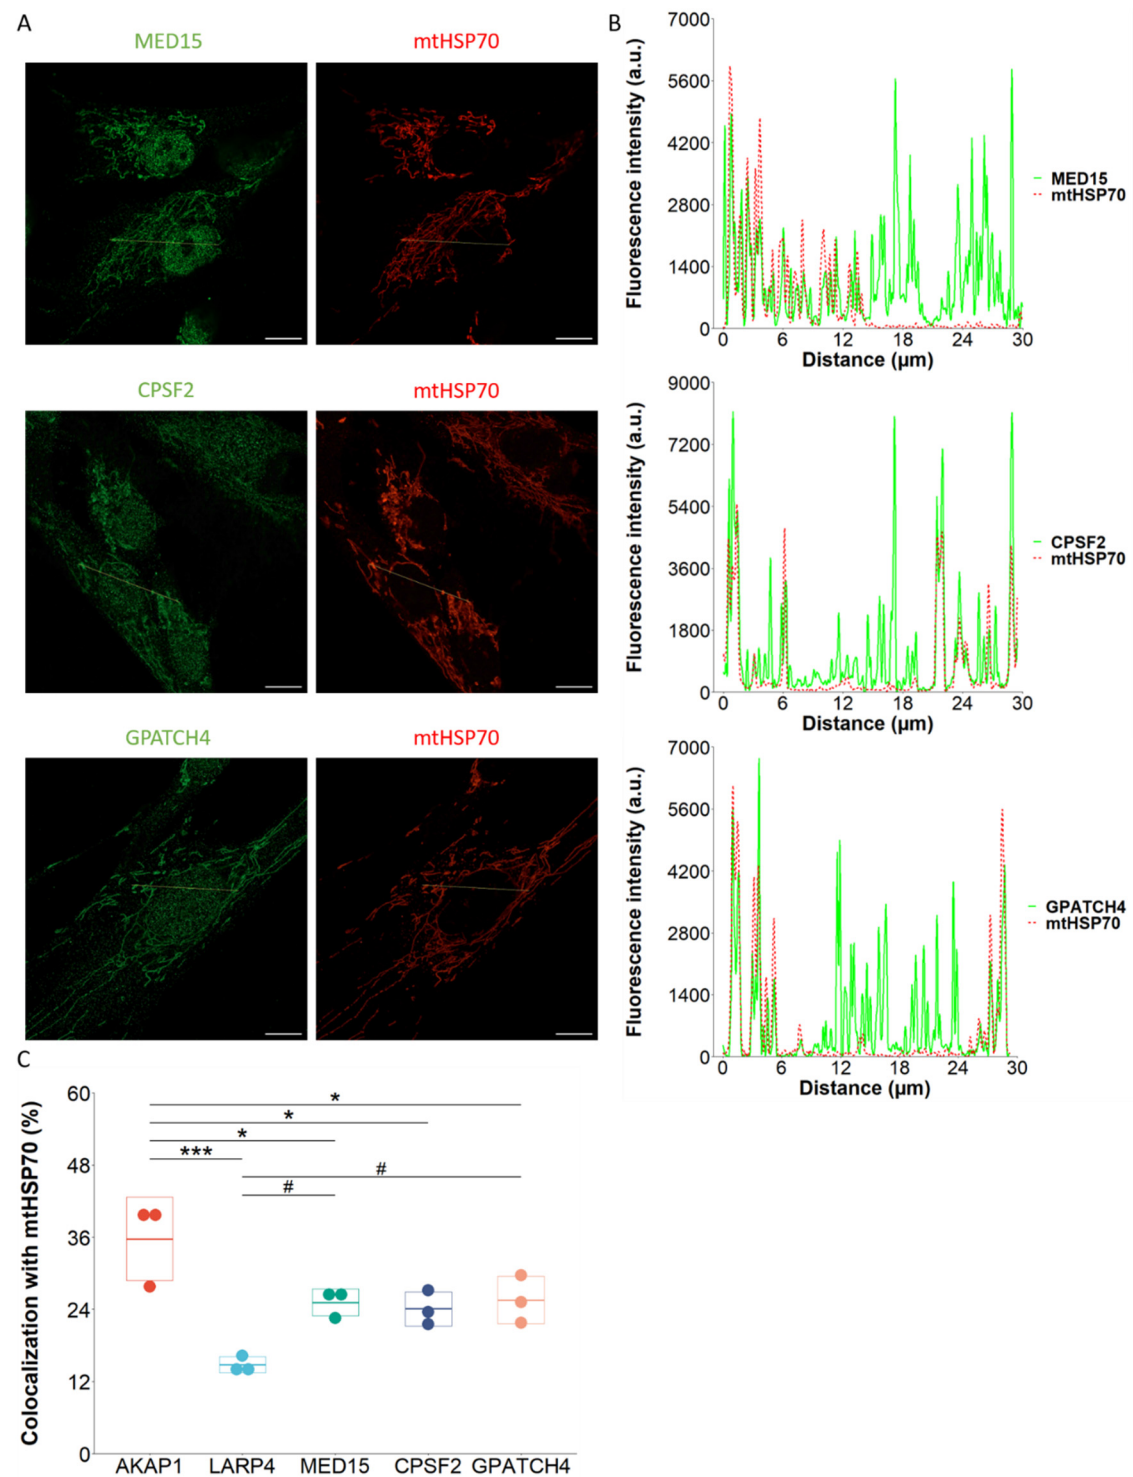 A
MED15
mtHSP70
CPSF2
mtHSP70
GPATCH4
mtHSP70
B
Fluorescence intensity (a.u.)
7000
5600
4200
2800
1400
0
0 6 12 18 24 30
Distance (µm)
MED15
mtHSP70
Fluorescence intensity (a.u.)
9000
7200
5400
3600
1800
0
0 6 12 18 24 30
Distance (µm)
CPSF2
mtHSP70
Fluorescence intensity (a.u.)
7000
5600
4200
2800
1400
0
0 6 12 18 24 30
Distance (µm)
GPATCH4
mtHSP70
C
Colocalization with mtHSP70 (%)
60
48
36
24
12
0
*
*
*
***
#
#
AKAP1 LARP4 MED15 CPSF2 GPATCH4